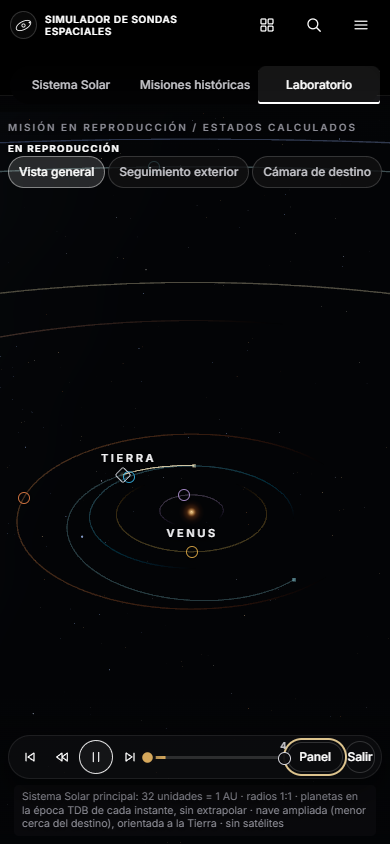 SIMULADOR DE SONDAS
ESPACIALES
Sistema Solar
Misiones históricas
Laboratorio
MISIÓN EN REPRODUCCIÓN / ESTADOS CALCULADOS
EN REPRODUCCIÓN
Vista general
Seguimiento exterior
Cámara de destino
TIERRA
VENUS
4
Panel
Salir
Sistema Solar principal: 32 unidades = 1 AU · radios 1:1 · planetas en
la época TDB de cada instante, sin extrapolar · nave ampliada (menor
cerca del destino), orientada a la Tierra · sin satélites